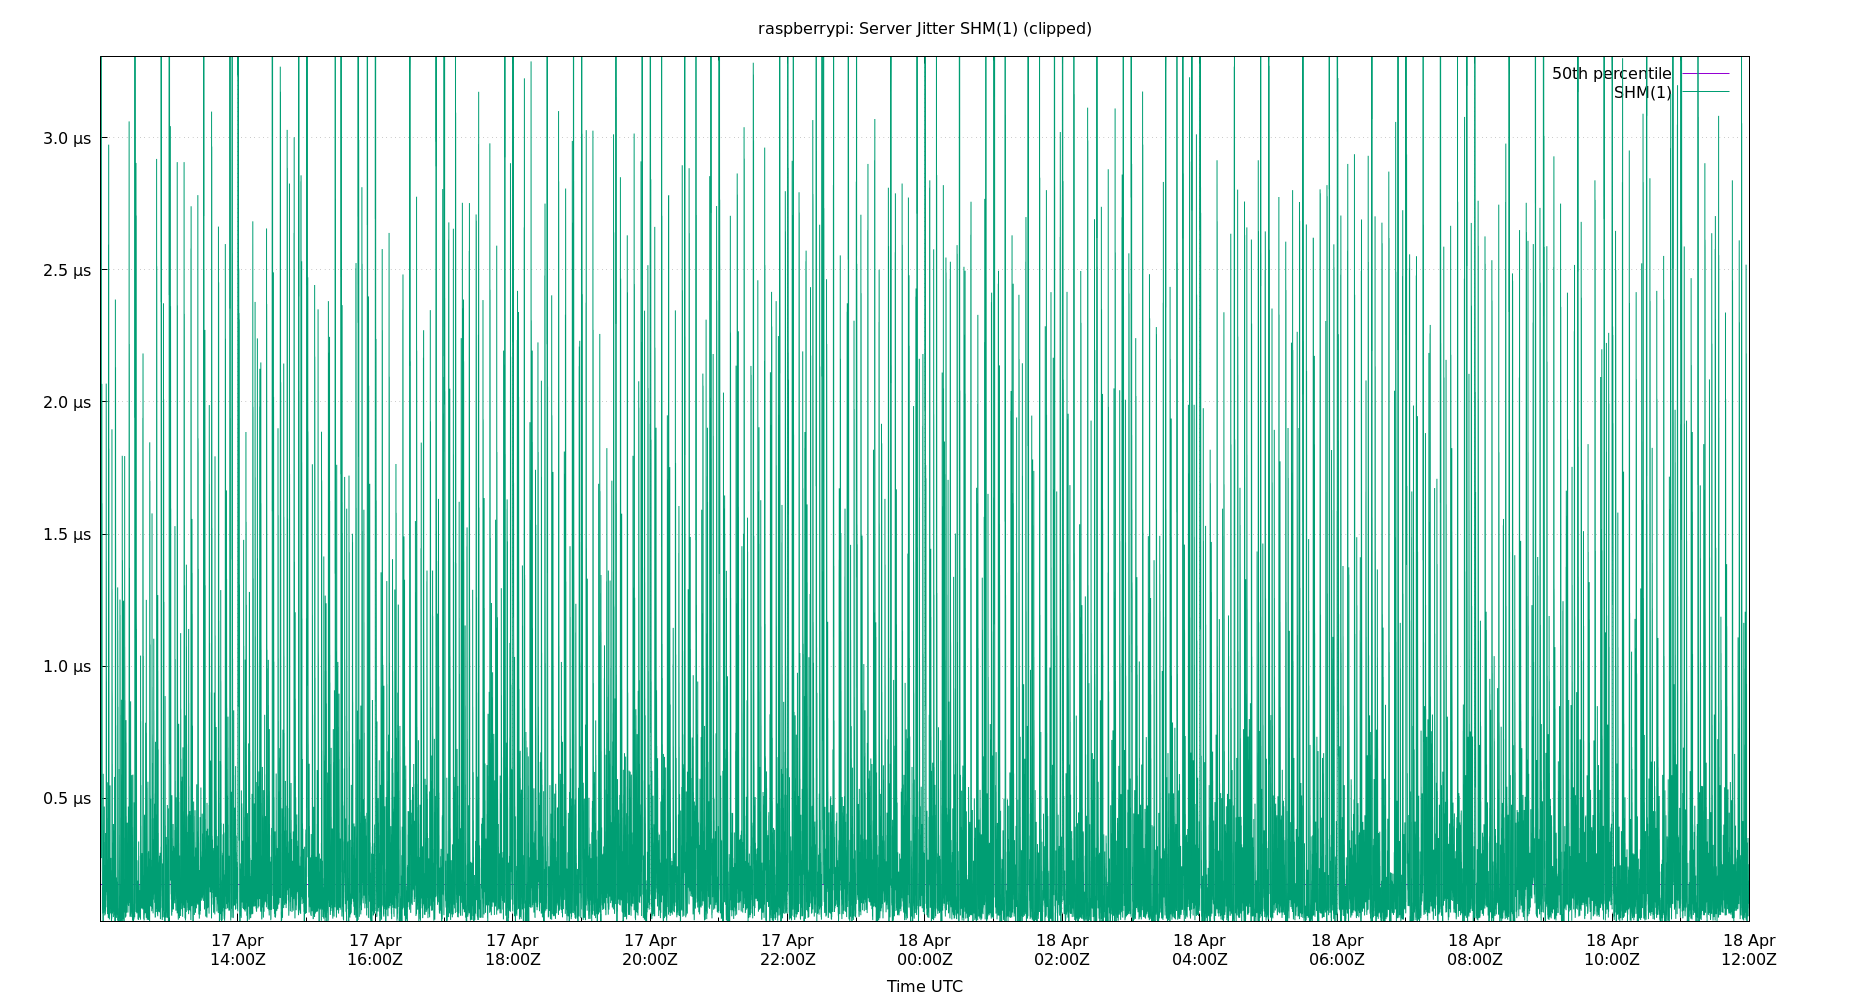 raspberrypi: Server Jitter SHM(1) (clipped)
50th percentile
SHM(1)
3.0 µs
2.5 µs
2.0 µs
1.5 µs
1.0 µs
0.5 µs
17 Apr 17 Apr 17 Apr 17 Apr 17 Apr 18 Apr 18 Apr 18 Apr 18 Apr 18 Apr 18 Apr 18 Apr
14:00Z 16:00Z 18:00Z 20:00Z 22:00Z 00:00Z 02:00Z 04:00Z 06:00Z 08:00Z 10:00Z 12:00Z
Time UTC